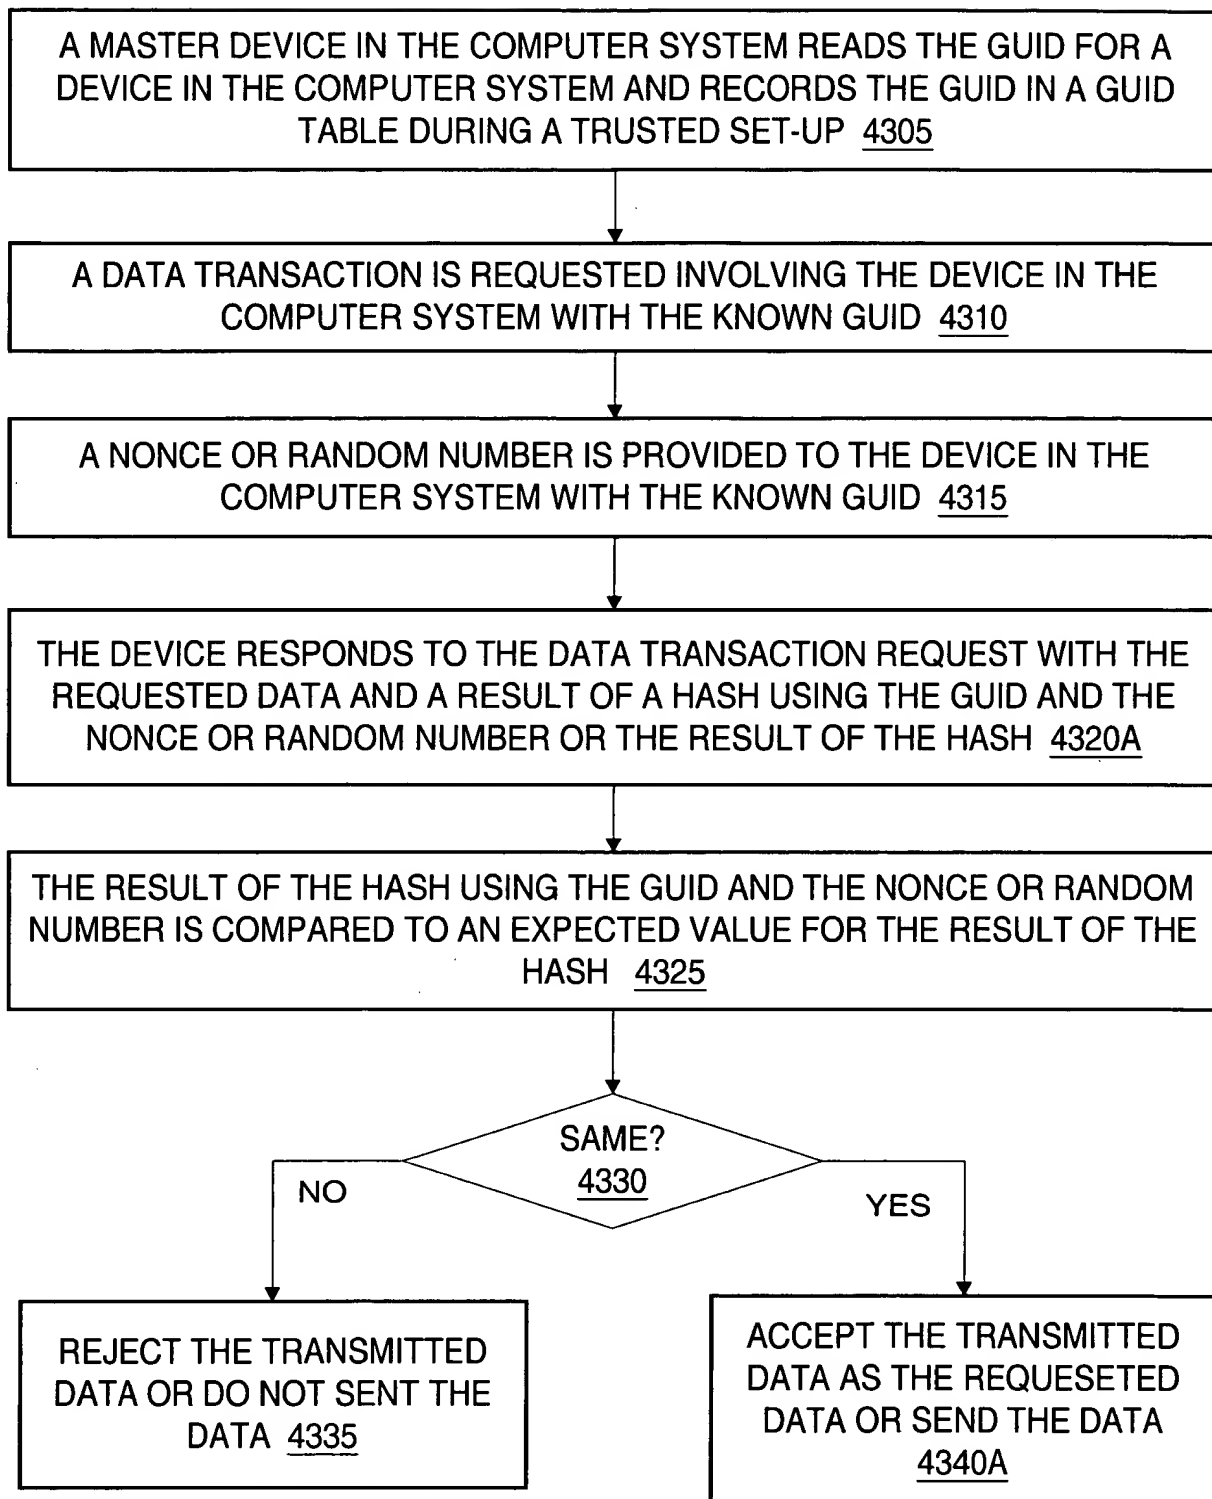 A MASTER DEVICE IN THE COMPUTER SYSTEM READS THE GUID FOR A
DEVICE IN THE COMPUTER SYSTEM AND RECORDS THE GUID IN A GUID
TABLE DURING A TRUSTED SET-UP 4305
A DATA TRANSACTION IS REQUESTED INVOLVING THE DEVICE IN THE
COMPUTER SYSTEM WITH THE KNOWN GUID 4310
A NONCE OR RANDOM NUMBER IS PROVIDED TO THE DEVICE IN THE
COMPUTER SYSTEM WITH THE KNOWN GUID 4315
THE DEVICE RESPONDS TO THE DATA TRANSACTION REQUEST WITH THE
REQUESTED DATA AND A RESULT OF A HASH USING THE GUID AND THE
NONCE OR RANDOM NUMBER OR THE RESULT OF THE HASH 4320A
THE RESULT OF THE HASH USING THE GUID AND THE NONCE OR RANDOM
NUMBER IS COMPARED TO AN EXPECTED VALUE FOR THE RESULT OF THE
HASH 4325
SAME?
4330
NO
YES
REJECT THE TRANSMITTED
DATA OR DO NOT SENT THE
DATA 4335
ACCEPT THE TRANSMITTED
DATA AS THE REQUESETED
DATA OR SEND THE DATA
4340A